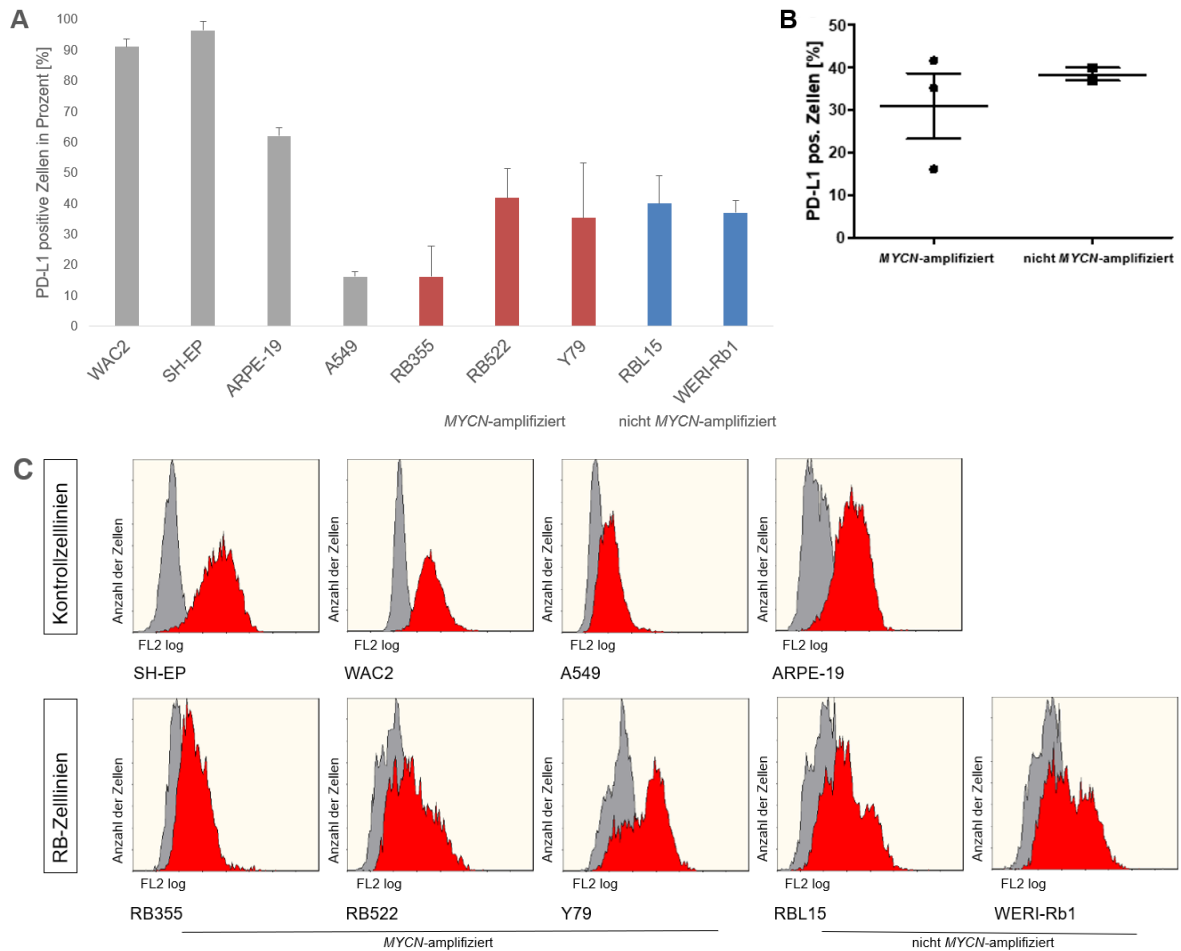 A
PD-L1 positive Zellen in Prozent [%]
100
90
80
70
60
50
40
30
20
10
0
WAC2
SH-EP
ARPE-19
A549
RB355
RB522
Y79
RBL15
WERI-Rb1
MYCN-amplifiziert
nicht MYCN-amplifiziert
B
PD-L1 pos. Zellen [%]
50
40
30
20
10
0
MYCN-amplifiziert
nicht MYCN-amplifiziert
C
Kontrollzelllinien
Anzahl der Zellen
FL2 log
SH-EP
Anzahl der Zellen
FL2 log
WAC2
Anzahl der Zellen
FL2 log
A549
Anzahl der Zellen
FL2 log
ARPE-19
RB-Zelllinien
Anzahl der Zellen
FL2 log
RB355
Anzahl der Zellen
FL2 log
RB522
Anzahl der Zellen
FL2 log
Y79
Anzahl der Zellen
FL2 log
RBL15
Anzahl der Zellen
FL2 log
WERI-Rb1
MYCN-amplifiziert
nicht MYCN-amplifiziert